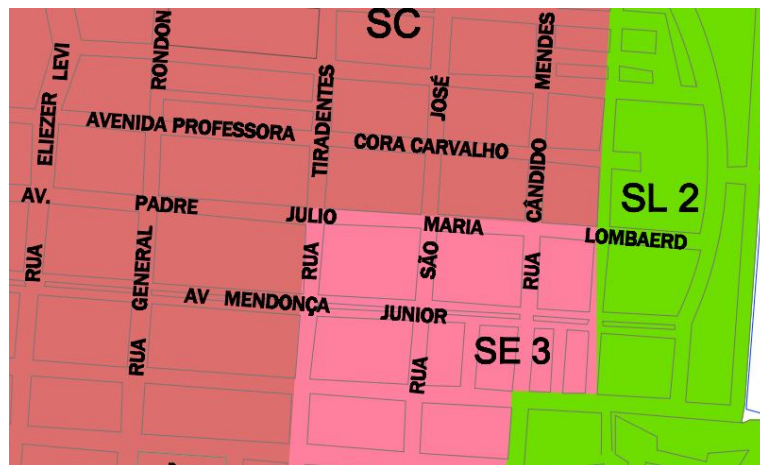 SC
ELIEZER LEVI
RONDON
TIRADENTES
JOSÉ
MENDES
AVENIDA PROFESSORA
CORA CARVALHO
CÂNDIDO
SL 2
AV.
PADRE
JULIO
MARIA
LOMBAERD
RUA
GENERAL
RUA
SÃO
RUA
AV MENDONÇA
JUNIOR
SE 3
RUA
RUA